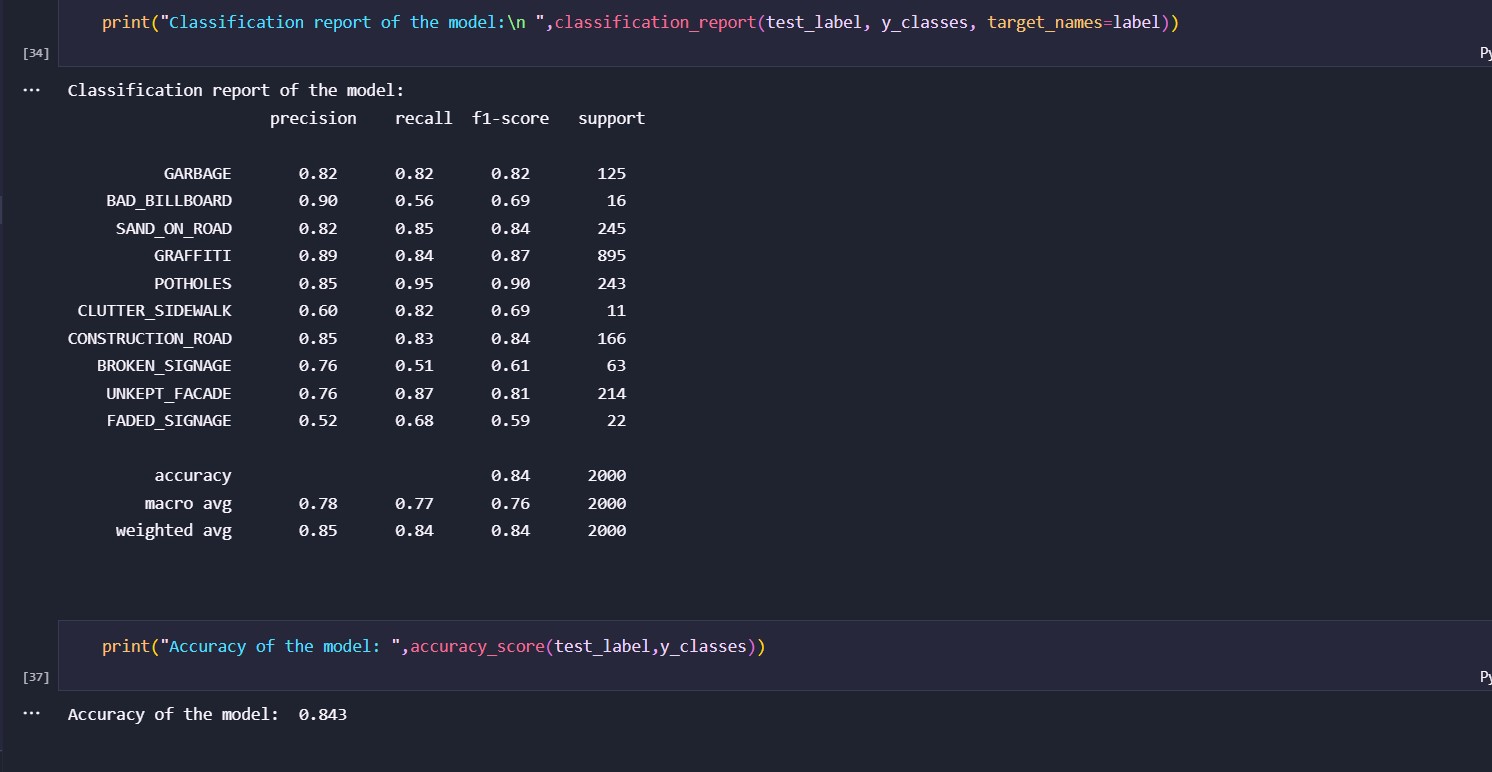 print("Classification report of the model:\n ",classification_report(test_label, y_classes, target_names=label))
[34]
Py
... Classification report of the model:
precision recall f1-score support
GARBAGE 0.82 0.82 0.82 125
BAD_BILLBOARD 0.90 0.56 0.69 16
SAND_ON_ROAD 0.82 0.85 0.84 245
GRAFFITI 0.89 0.84 0.87 895
POTHOLES 0.85 0.95 0.90 243
CLUTTER_SIDEWALK 0.60 0.82 0.69 11
CONSTRUCTION_ROAD 0.85 0.83 0.84 166
BROKEN_SIGNAGE 0.76 0.51 0.61 63
UNKEPT_FACADE 0.76 0.87 0.81 214
FADED_SIGNAGE 0.52 0.68 0.59 22
accuracy 0.84 2000
macro avg 0.78 0.77 0.76 2000
weighted avg 0.85 0.84 0.84 2000
print("Accuracy of the model: ",accuracy_score(test_label,y_classes))
[37]
Py
... Accuracy of the model: 0.843